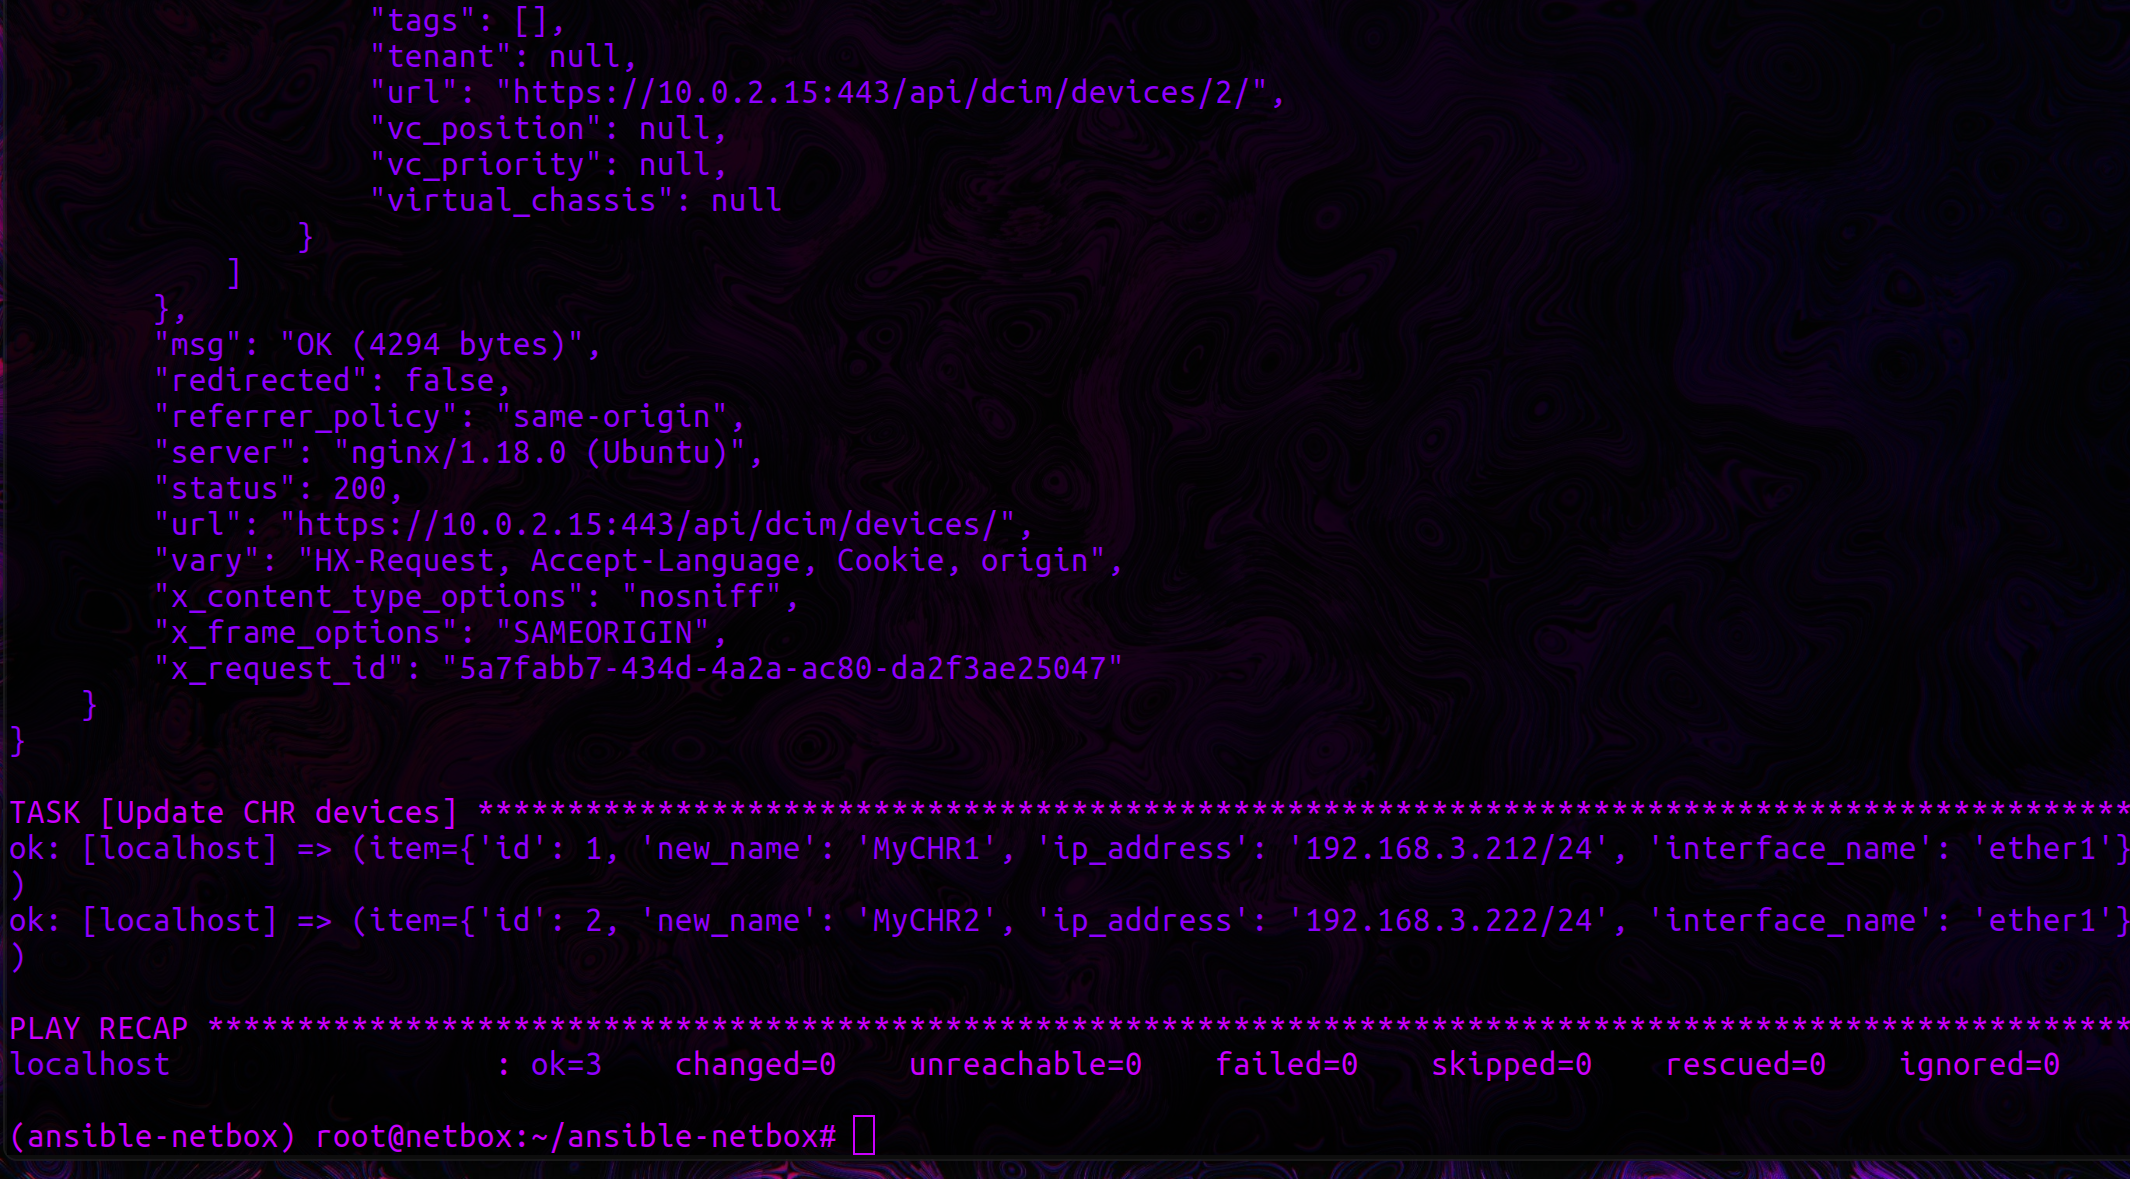 "tags": [],
"tenant": null,
"url": "https://10.0.2.15:443/api/dcim/devices/2/",
"vc_position": null,
"vc_priority": null,
"virtual_chassis": null
}
]
},
"msg": "OK (4294 bytes)",
"redirected": false,
"referrer_policy": "same-origin",
"server": "nginx/1.18.0 (Ubuntu)",
"status": 200,
"url": "https://10.0.2.15:443/api/dcim/devices/",
"vary": "HX-Request, Accept-Language, Cookie, origin",
"x_content_type_options": "nosniff",
"x_frame_options": "SAMEORIGIN",
"x_request_id": "5a7fabb7-434d-4a2a-ac80-da2f3ae25047"
}
}
TASK [Update CHR devices] ********************************************************************************************
ok: [localhost] => (item={'id': 1, 'new_name': 'MyCHR1', 'ip_address': '192.168.3.212/24', 'interface_name': 'ether1'}
)
ok: [localhost] => (item={'id': 2, 'new_name': 'MyCHR2', 'ip_address': '192.168.3.222/24', 'interface_name': 'ether1'}
)
PLAY RECAP ***********************************************************************************************************
localhost                  : ok=3    changed=0    unreachable=0    failed=0    skipped=0    rescued=0    ignored=0
(ansible-netbox) root@netbox:~/ansible-netbox#